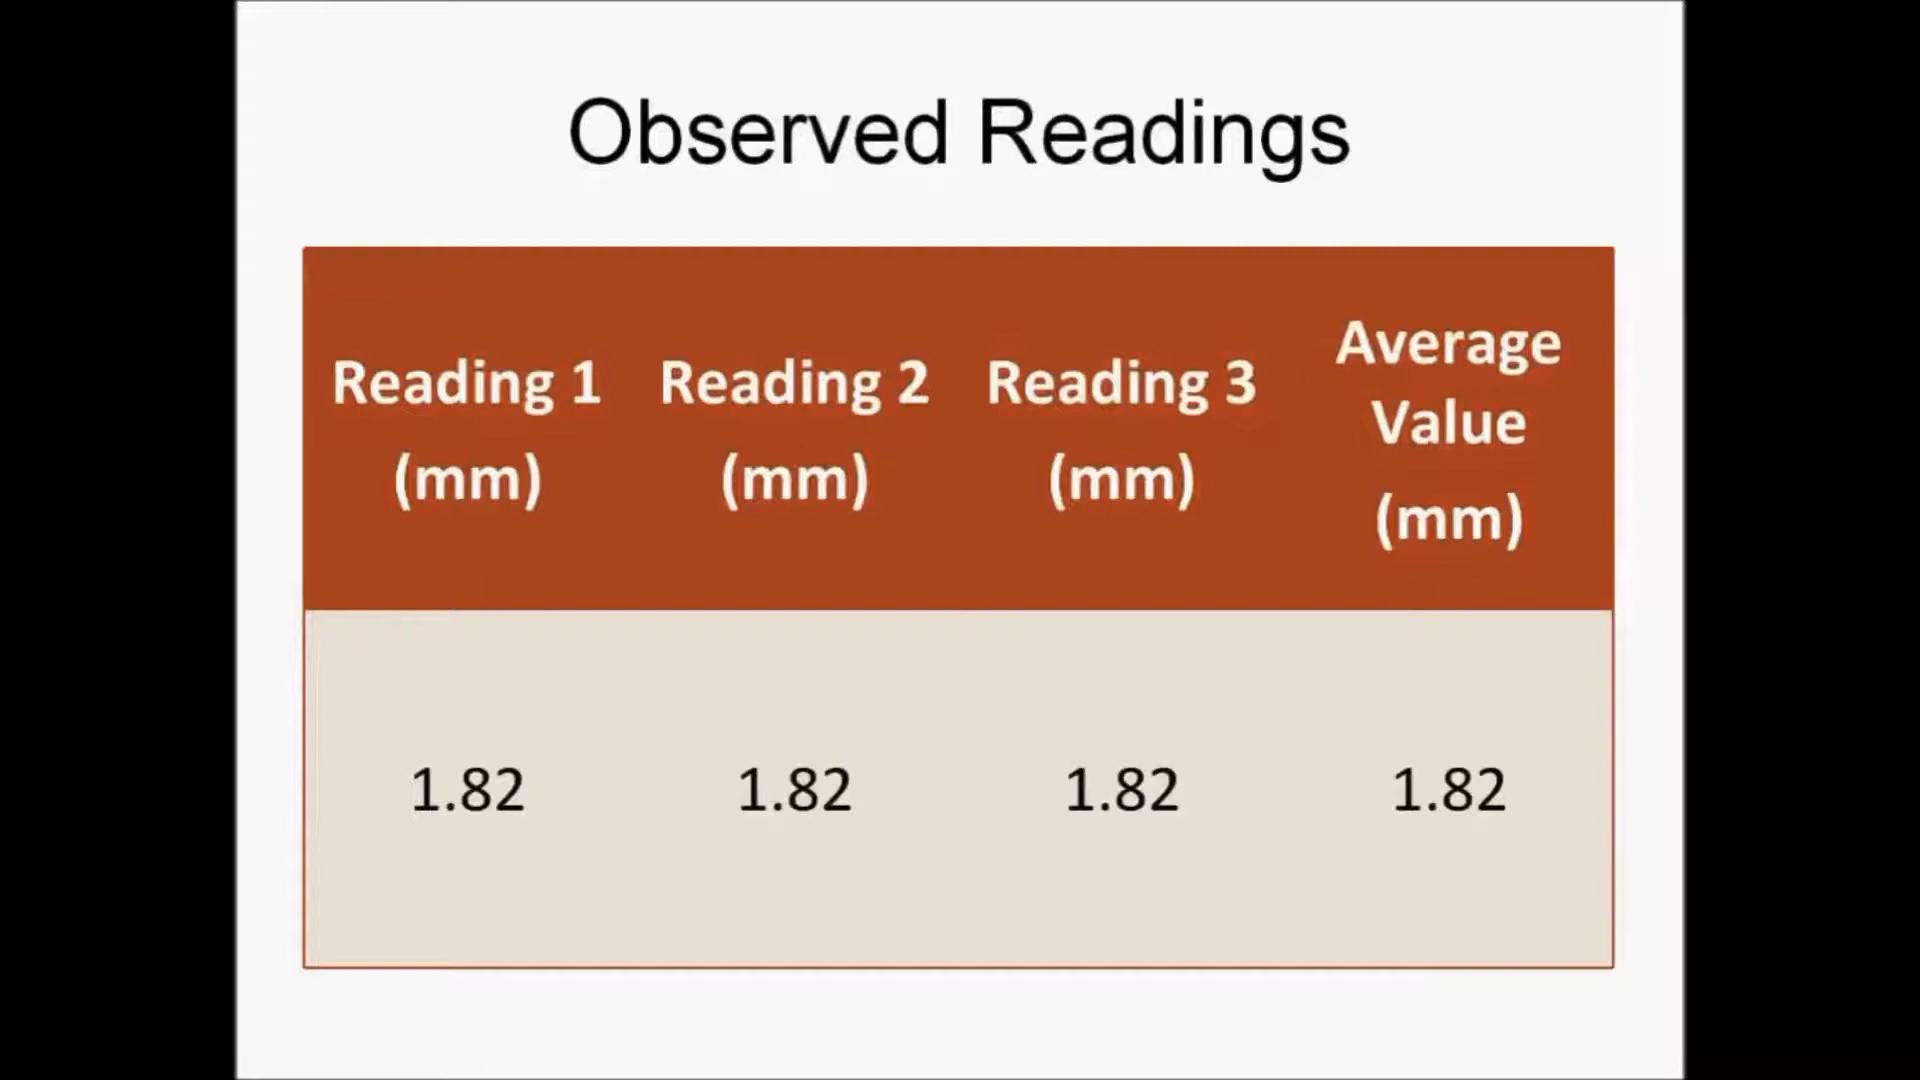 Observed Readings
Reading 1 (mm)
Reading 2 (mm)
Reading 3 (mm)
Average Value (mm)
1.82 1.82 1.82 1.82